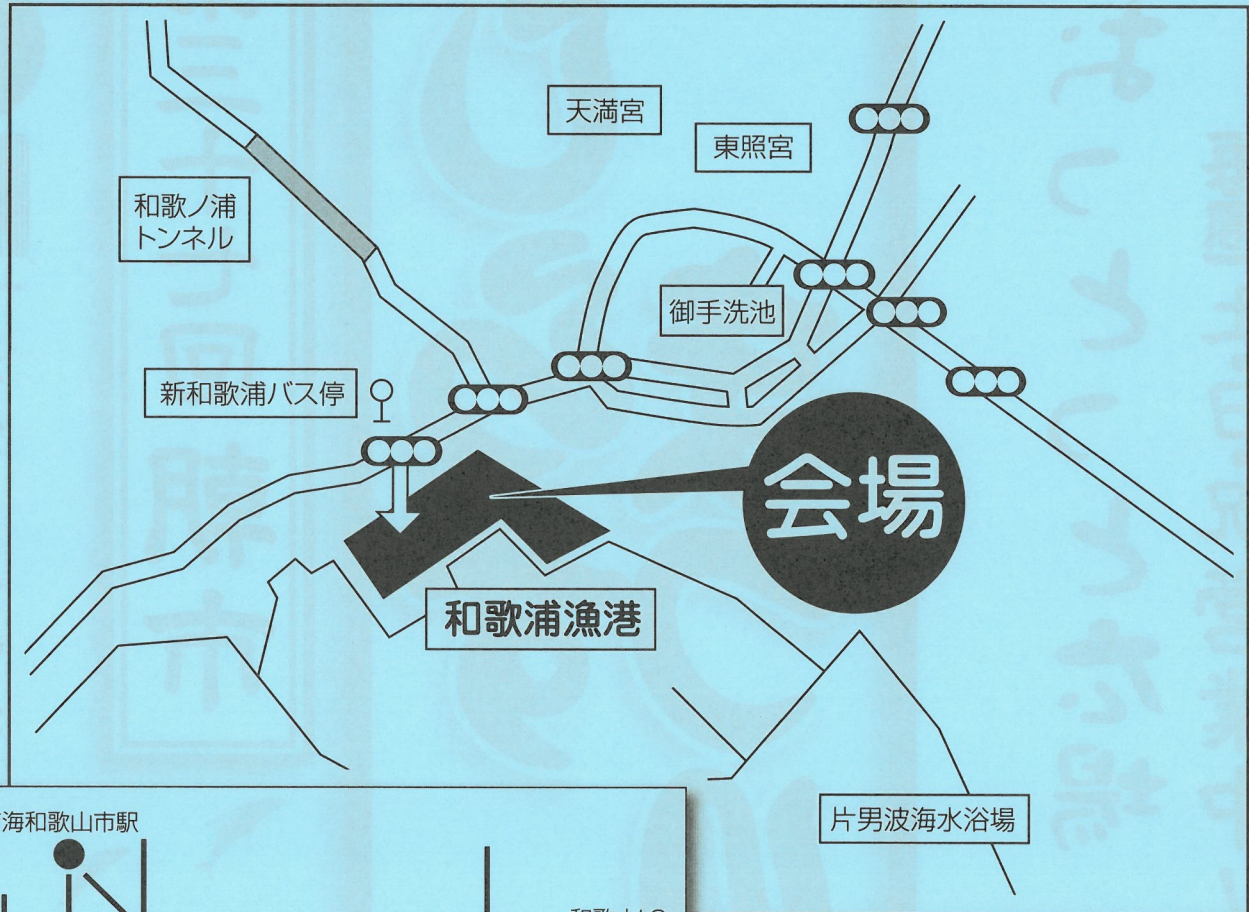 天満宮
東照宮
和歌ノ浦
トンネル
御手洗池
新和歌浦バス停
会場
和歌浦漁港
片男波海水浴場
海和歌山市駅